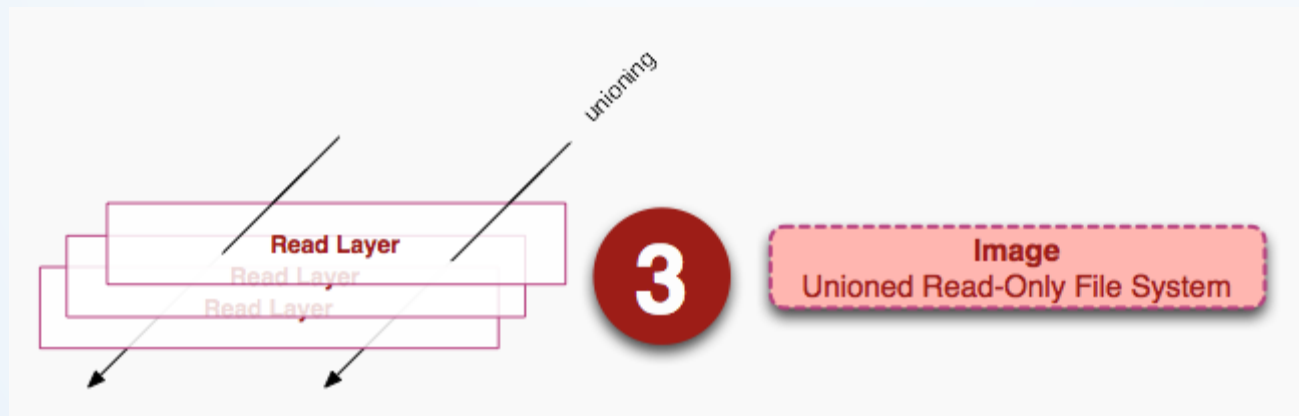 unioning
Read Layer
Read Layer
Read Layer
3
Image
Unioned Read-Only File System